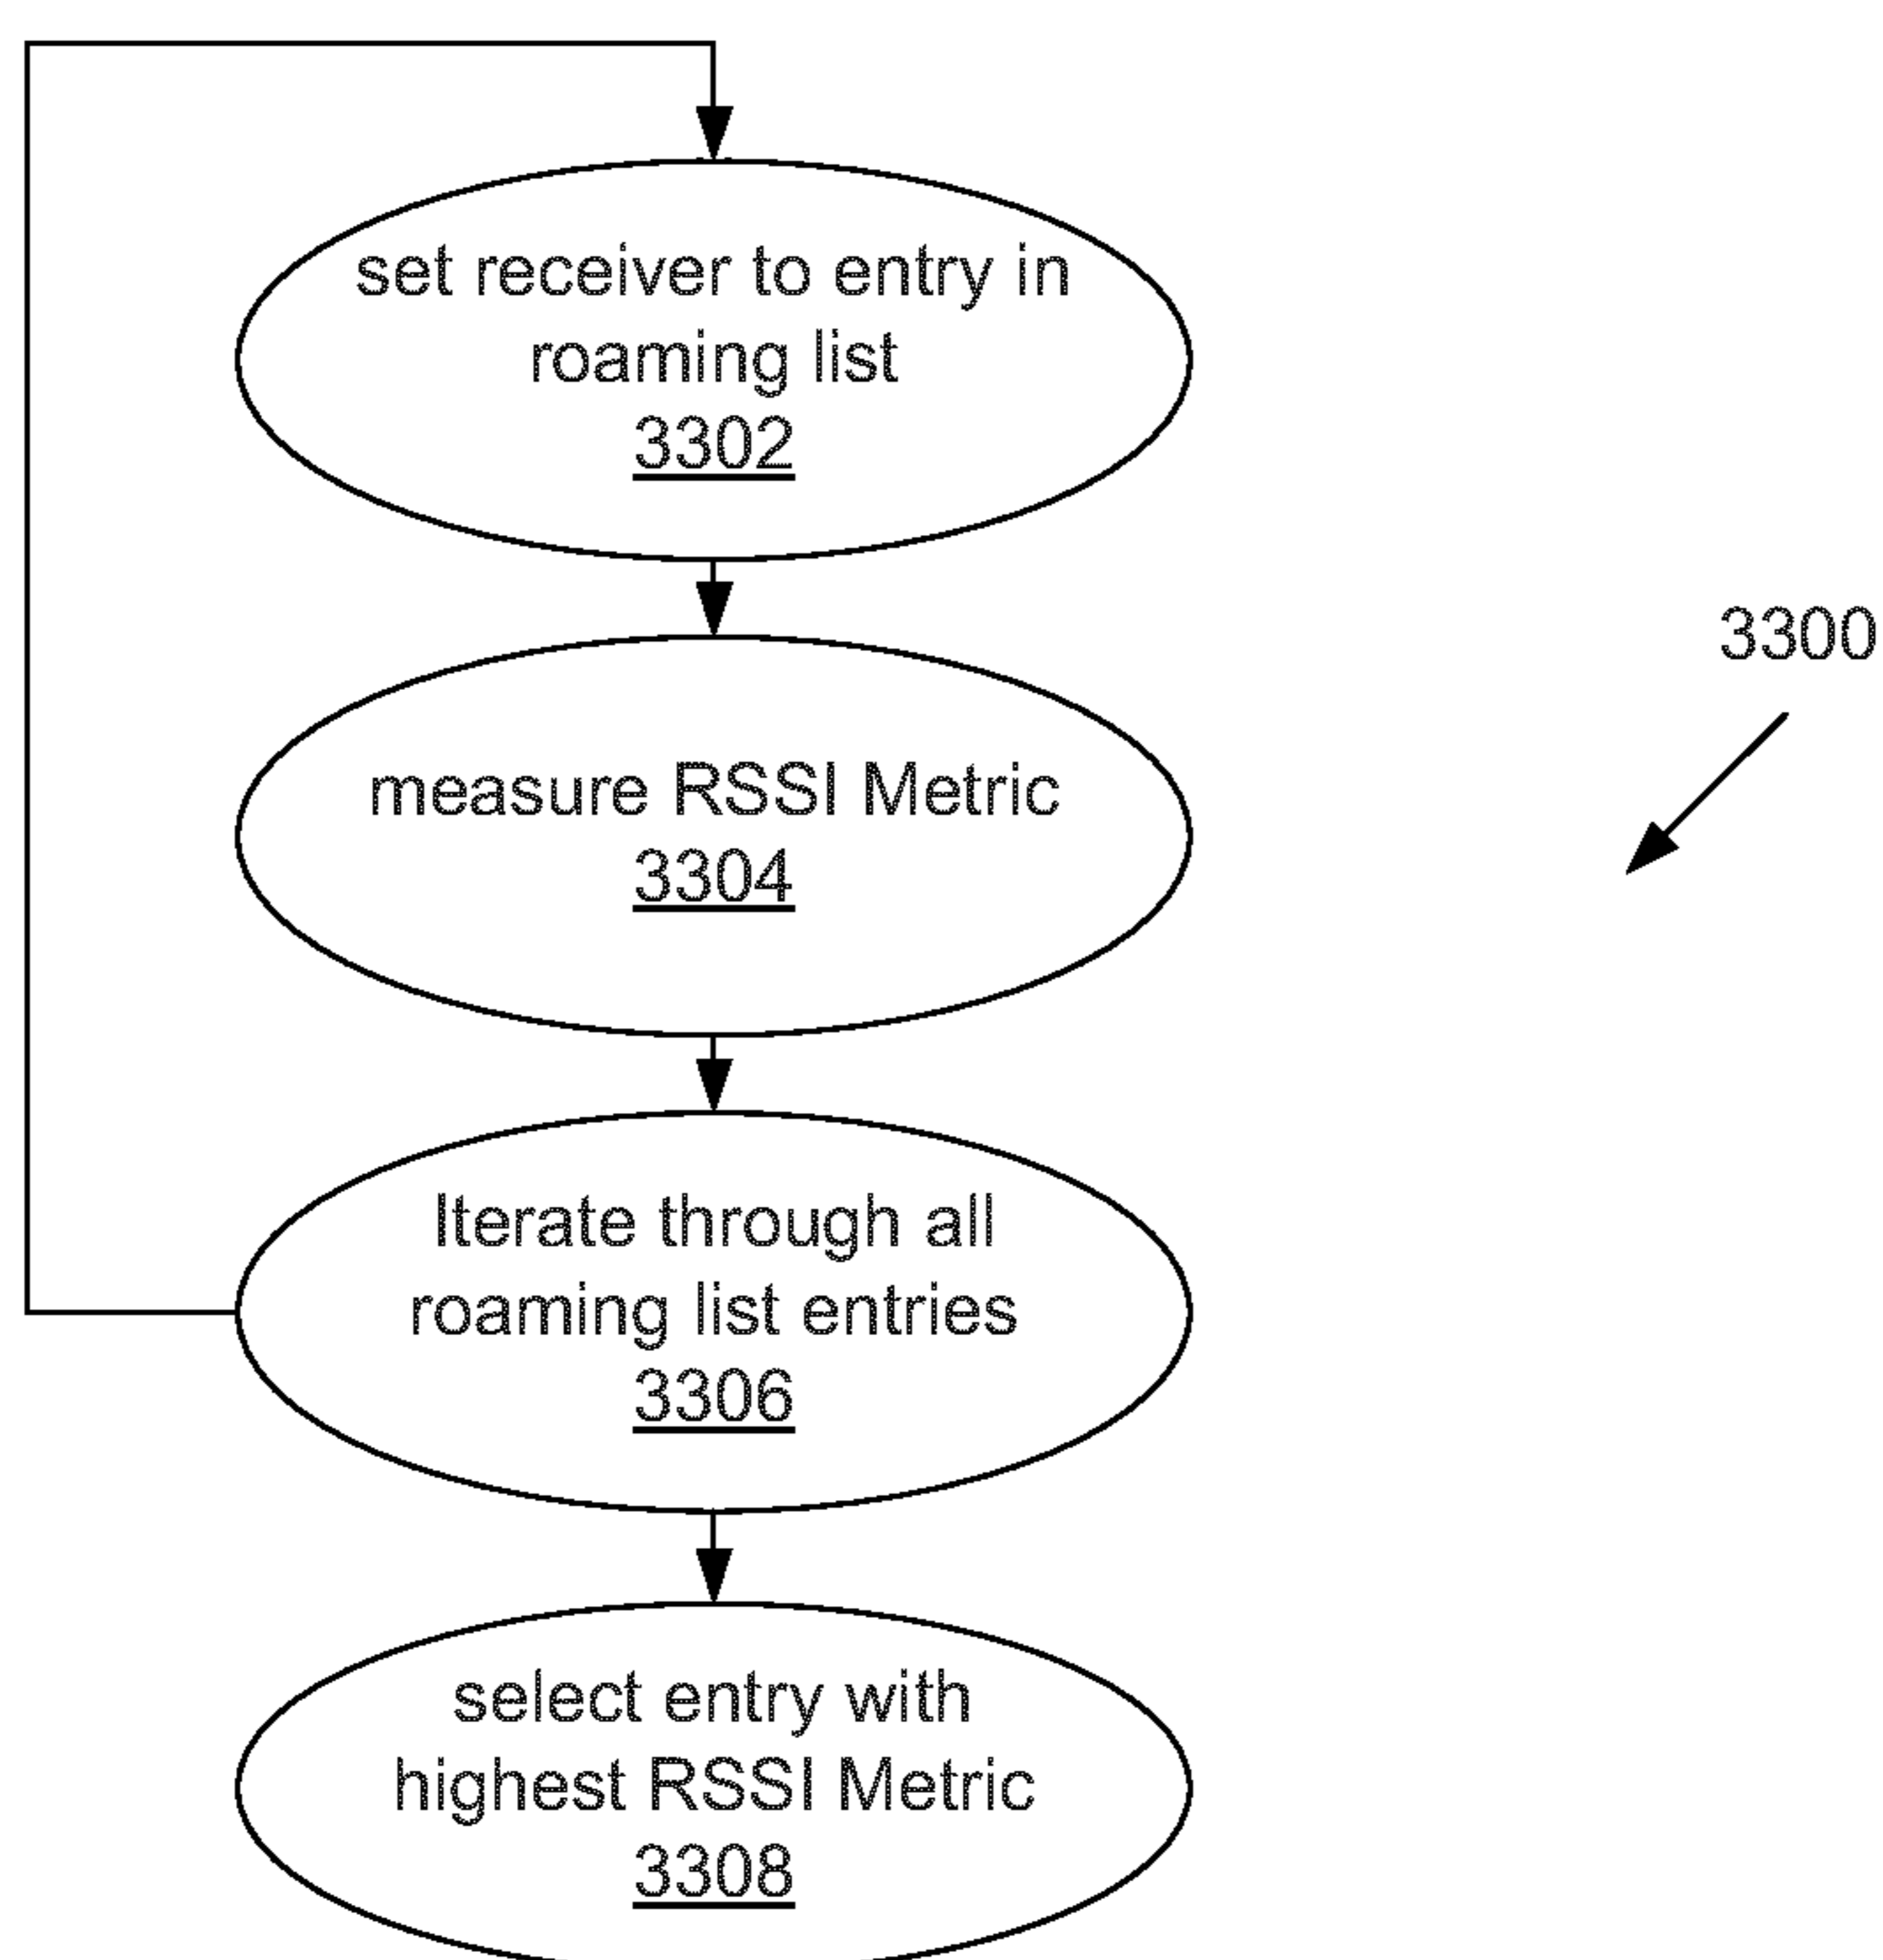 set receiver to entry in
roaming list
3302
measure RSSI Metric
3304
3300
Iterate through all
roaming list entries
3306
select entry with
highest RSSI Metric
3308